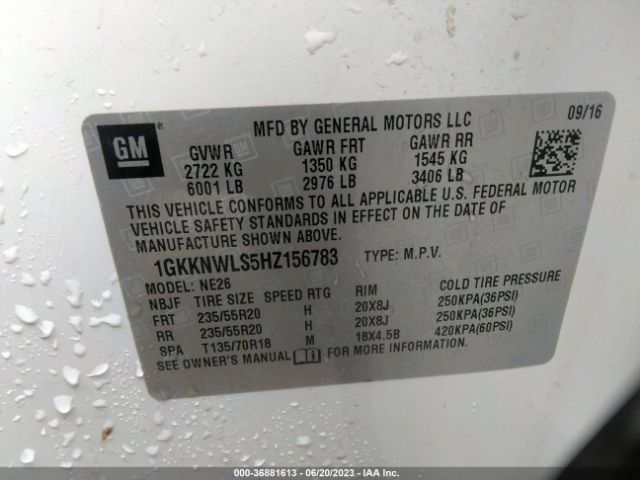 GM
®
MFD BY GENERAL MOTORS LLC
09/16
GVWR GAWR FRT GAWR RR
2722 KG 1350 KG 1545 KG
6001 LB 2976 LB 3406 LB
THIS VEHICLE CONFORMS TO ALL APPLICABLE U.S. FEDERAL MOTOR
VEHICLE SAFETY STANDARDS IN EFFECT ON THE DATE OF
MANUFACTURE SHOWN ABOVE.
1GKKNWLS5HZ156783 TYPE: M.P.V.
MODEL: NE26
NBJF TIRE SIZE SPEED RTG RIM COLD TIRE PRESSURE
FRT 235/55R20 H 20X8J 250KPA(36PSI)
RR 235/55R20 H 20X8J 250KPA(36PSI)
SPA T135/70R18 M 18X4.5B 420KPA(60PSI)
SEE OWNER'S MANUAL FOR MORE INFORMATION.
000-36881613 - 06/20/2023 - IAA Inc.